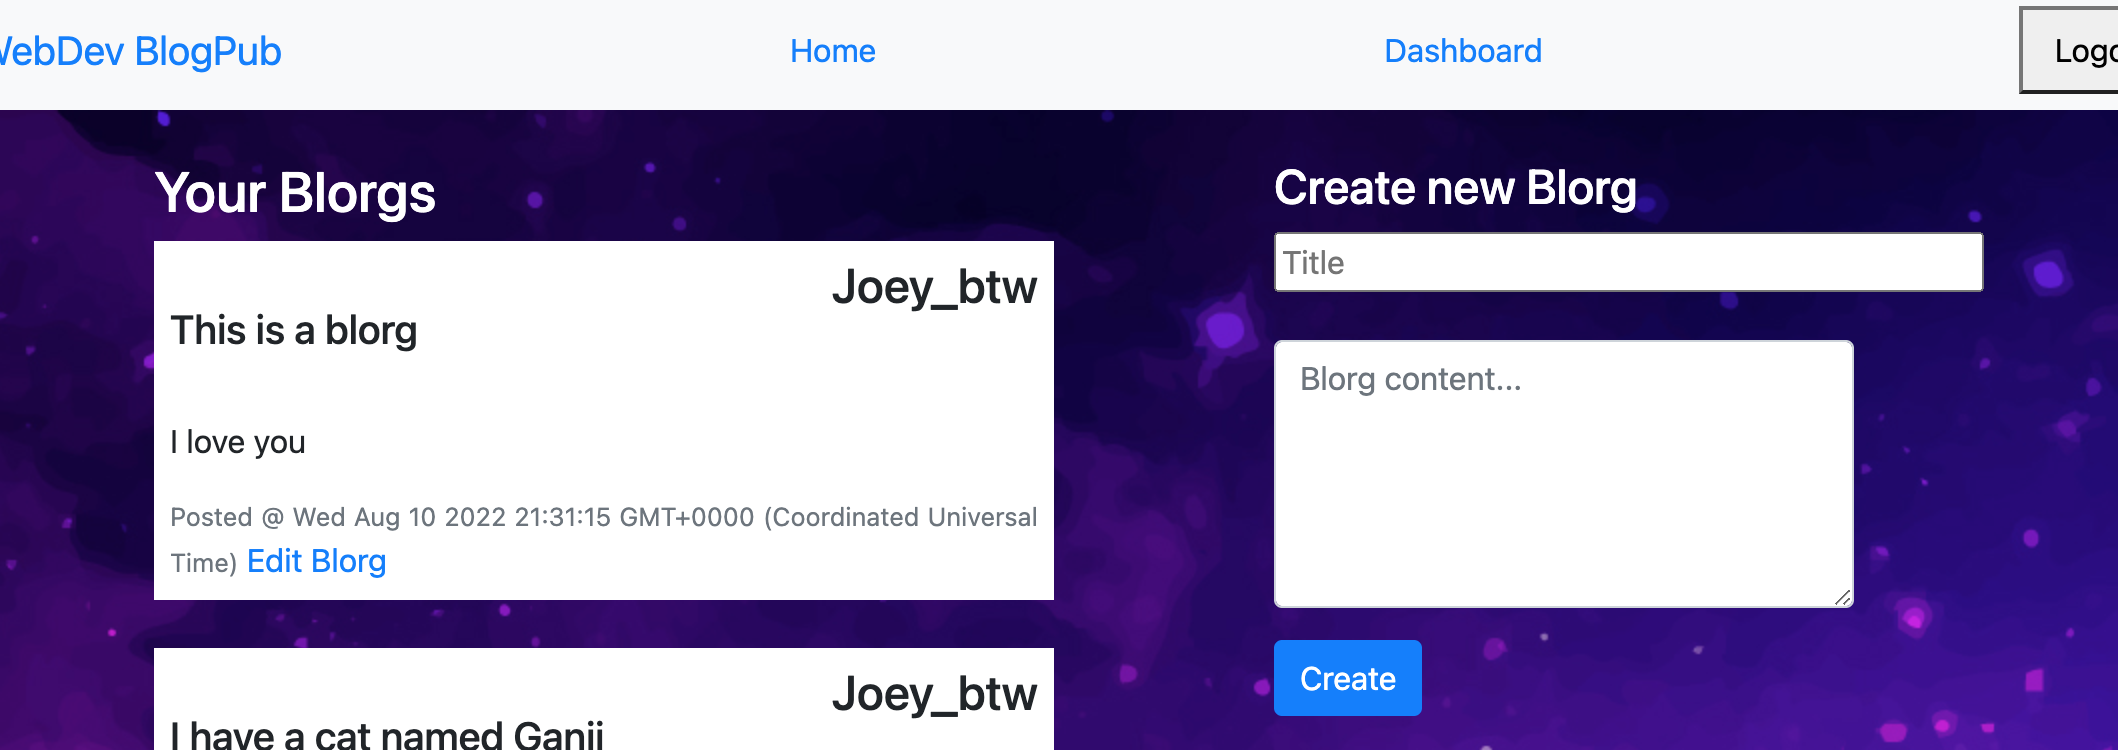 WebDev BlogPub
Home
Dashboard
Your Blorgs
Joey_btw
This is a blorg
I love you
Posted @ Wed Aug 10 2022 21:31:15 GMT+0000 (Coordinated Universal
Time) Edit Blorg
Joey_btw
I have a cat named Ganji
Create new Blorg
Title
Blorg content...
Create